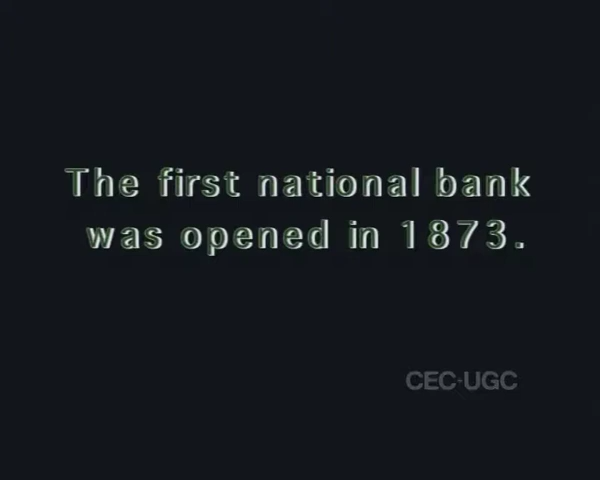 The first national bank
was opened in 1873.
CEC-UGC